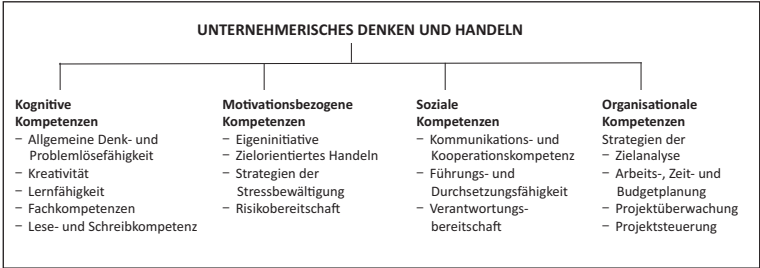 UNTERNEHMERISCHES DENKEN UND HANDELN
Kognitive
Kompetenzen
– Allgemeine Denk- und
Problemlösefähigkeit
– Kreativität
– Lernfähigkeit
– Fachkompetenzen
– Lese- und Schreibkompetenz
Motivationsbezogene
Kompetenzen
– Eigeninitiative
– Zielorientiertes Handeln
– Strategien der
Stressbewältigung
– Risikobereitschaft
Soziale
Kompetenzen
– Kommunikations- und
Kooperationskompetenz
– Führungs- und
Durchsetzungsfähigkeit
– Verantwortungs-
bereitschaft
Organisationale
Kompetenzen
Strategien der
– Zielanalyse
– Arbeits-, Zeit- und
Budgetplanung
– Projektüberwachung
– Projektsteuerung